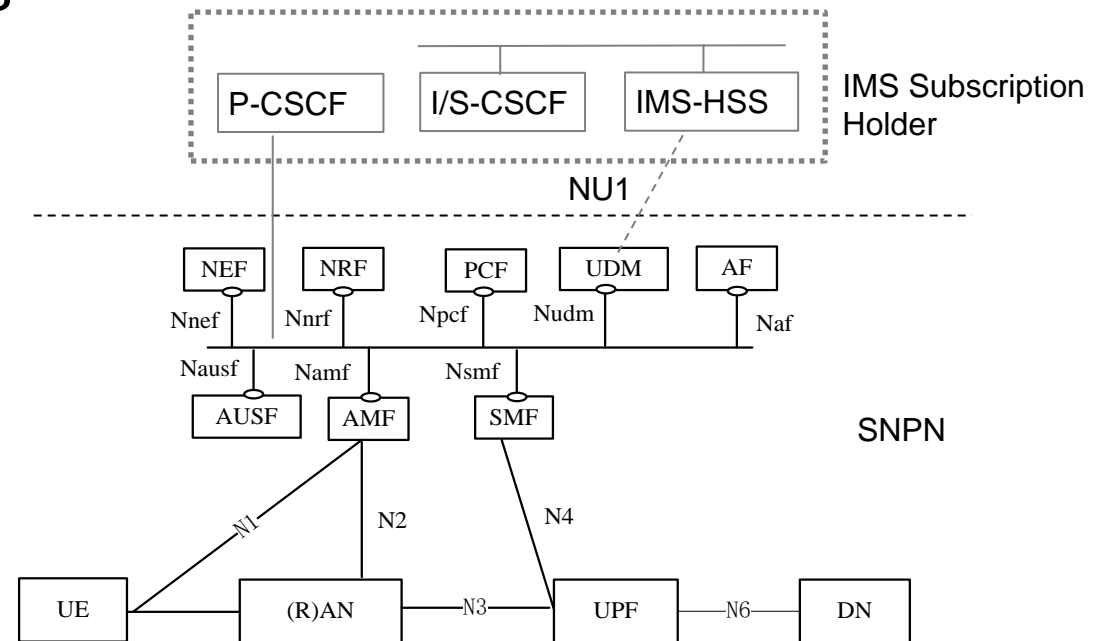 P-CSCF
I/S-CSCF
IMS-HSS
IMS Subscription
Holder
NU1
NEF
NRF
PCF
UDM
AF
Nnef
Nnrf
Npcf
Nudm
Naf
Nausf
Namf
Nsmf
AUSF
AMF
SMF
SNPN
N1
N2
N4
UE
(R)AN
N3
UPF
N6
DN